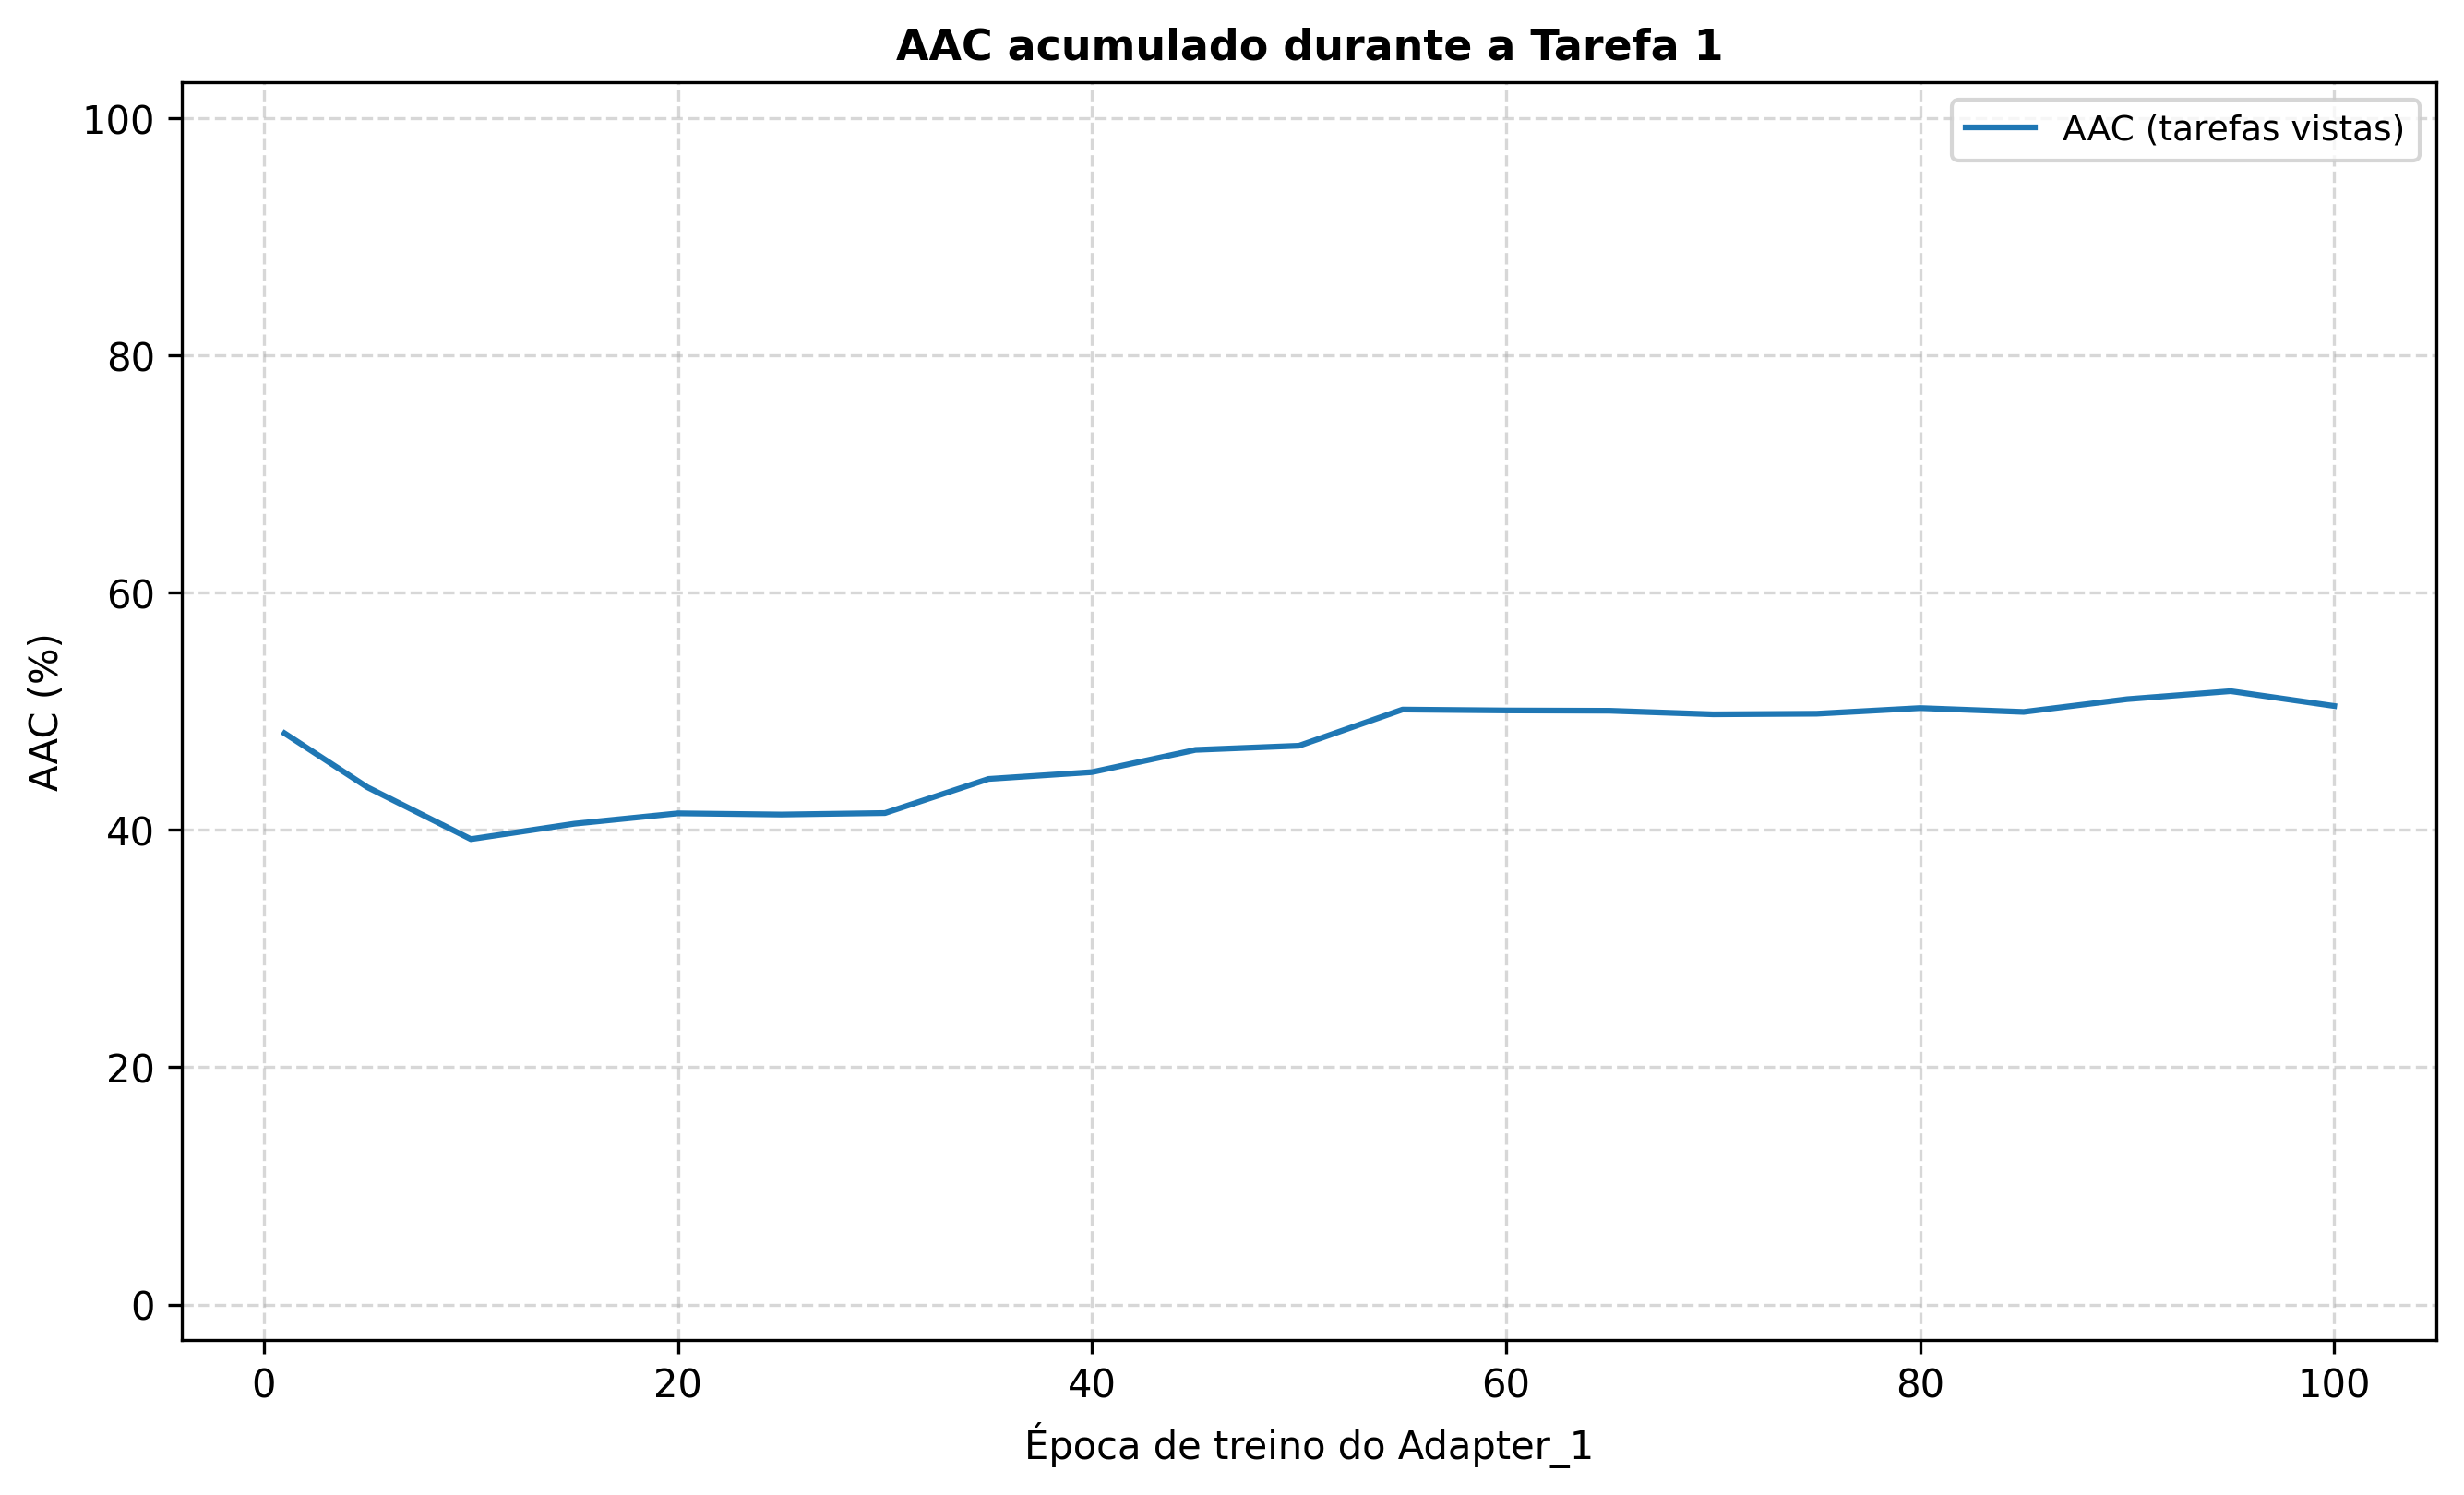 AAC acumulado durante a Tarefa 1
AAC (tarefas vistas)
100
80
60
40
20
0
AAC (%)
0 20 40 60 80 100
Época de treino do Adapter_1